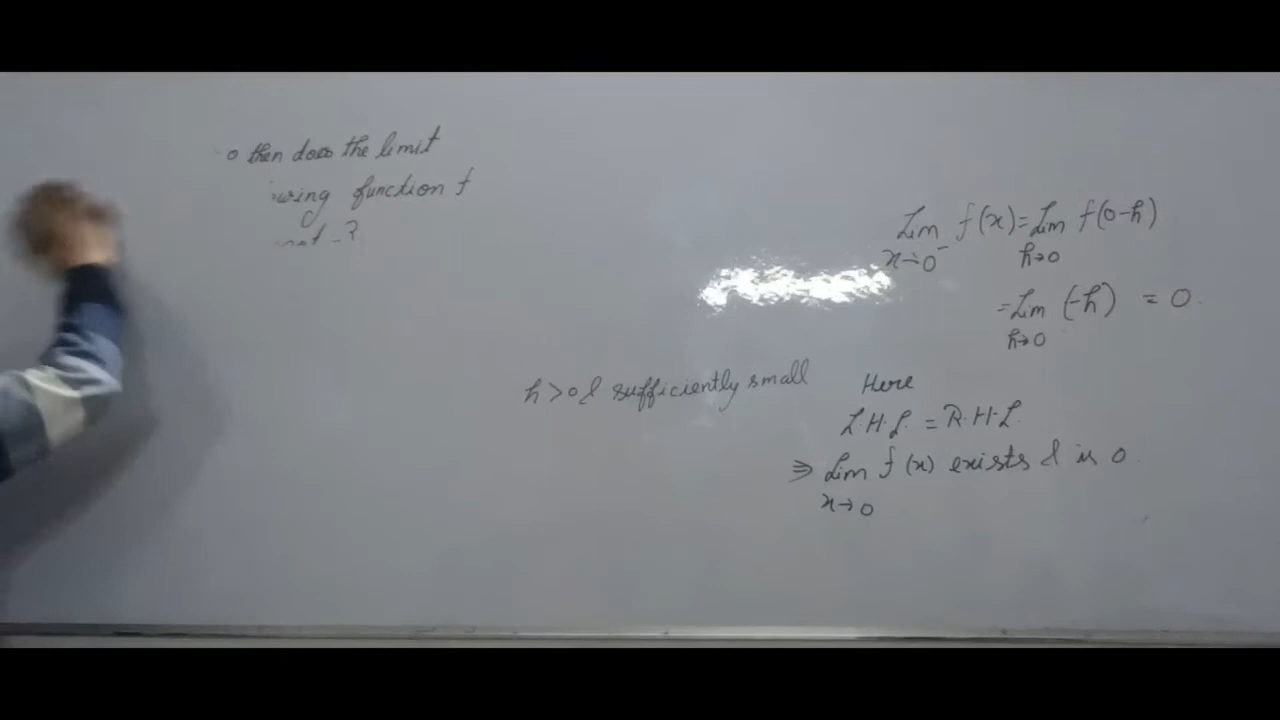 0 then does the limit
function f
Lim f(x) = Lim f(0-h)
x→0⁻ h→0
= Lim (-h) = 0.
h→0
h>0 & sufficiently small
Here
L.H.L. = R.H.L.
⇒ Lim f(x) exists & is 0.
x→0